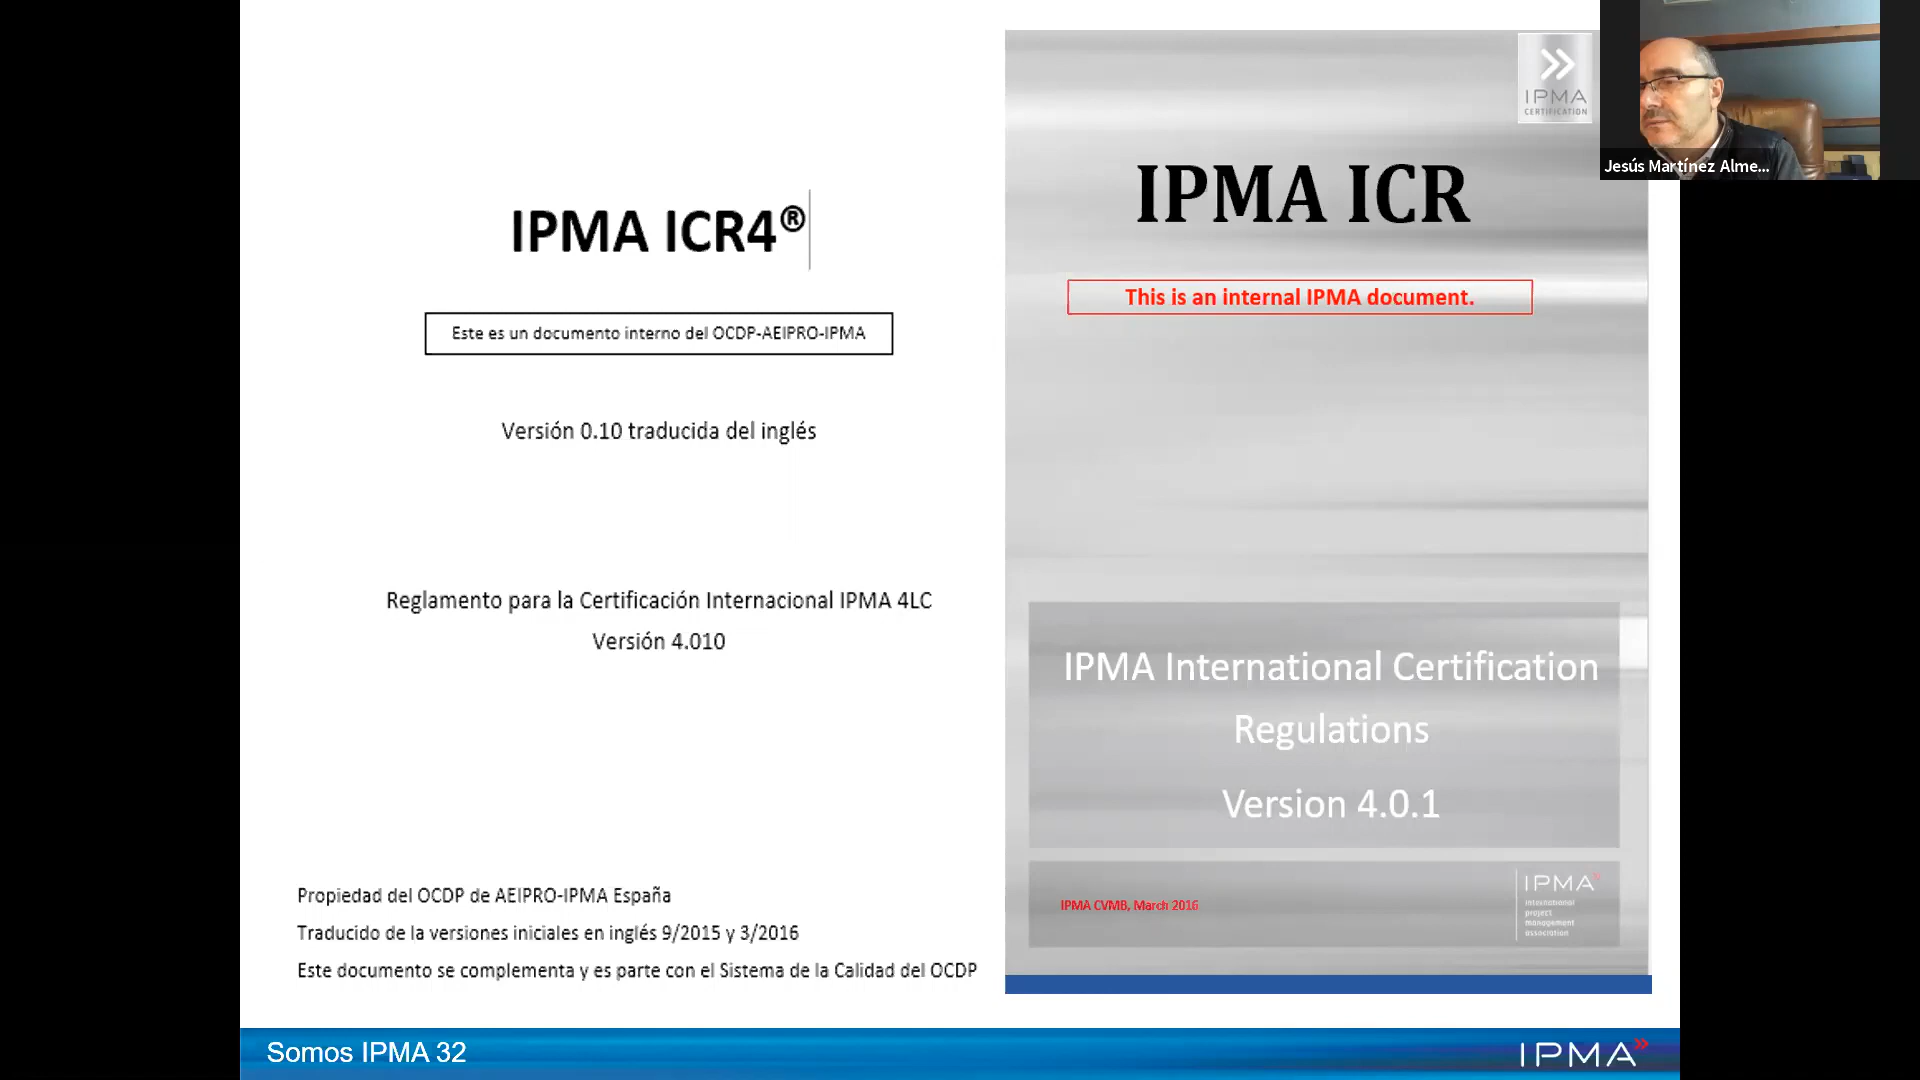 IPMA ICR4®
Este es un documento interno del OCDP-AEIPRO-IPMA
Versión 0.10 traducida del inglés
Reglamento para la Certificación Internacional IPMA 4LC
Versión 4.010
Propiedad del OCDP de AEIPRO-IPMA España
Traducido de la versiones iniciales en inglés 9/2015 y 3/2016
Este documento se complementa y es parte con el Sistema de la Calidad del OCDP
IPMA
CERTIFICATION
IPMA ICR
This is an internal IPMA document.
IPMA International Certification
Regulations
Version 4.0.1
IPMA CVMB, March 2016
IPMA
international
project
management
association
Jesús Martínez Alme...
Somos IPMA 32
IPMA